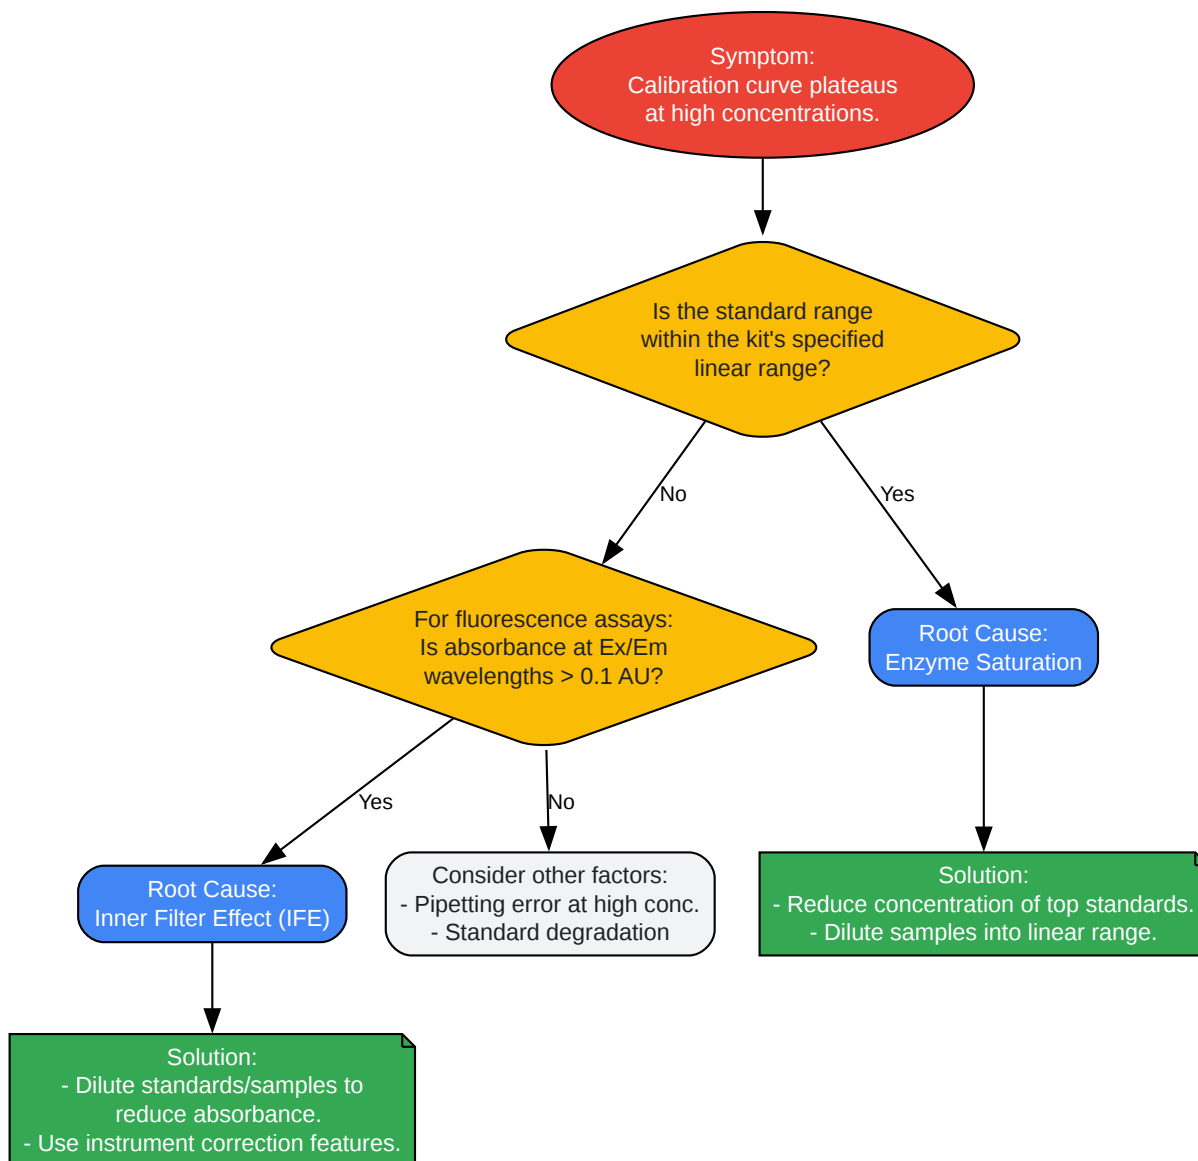 Symptom:
Calibration curve plateaus
at high concentrations.
Is the standard range
within the kit's specified
linear range?
No
Yes
For fluorescence assays:
Is absorbance at Ex/Em
wavelengths > 0.1 AU?
Root Cause:
Enzyme Saturation
Yes
No
Root Cause:
Inner Filter Effect (IFE)
Consider other factors:
- Pipetting error at high conc.
- Standard degradation
Solution:
- Reduce concentration of top standards.
- Dilute samples into linear range.
Solution:
- Dilute standards/samples to
reduce absorbance.
- Use instrument correction features.